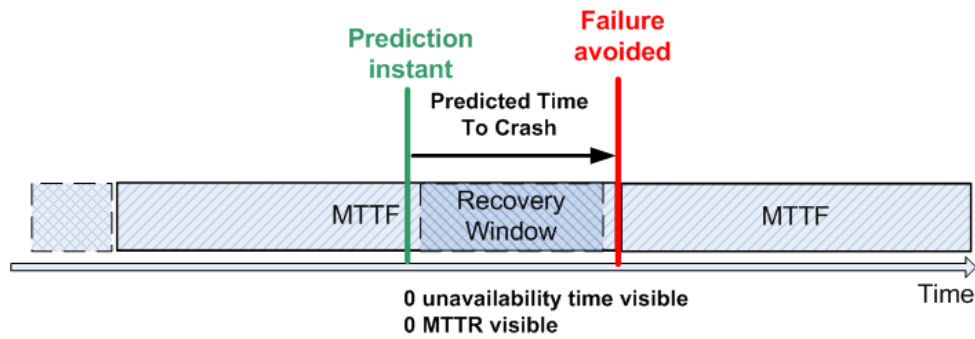 Prediction
instant
Failure
avoided
Predicted Time
To Crash
MTTF
Recovery
Window
MTTF
Time
0 unavailability time visible
0 MTTR visible